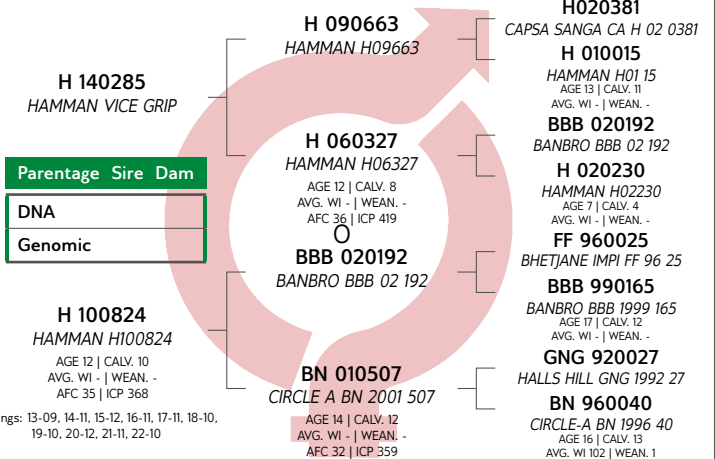 H 140285
HAMMAN VICE GRIP
Parentage Sire Dam
DNA
Genomic
H 100824
HAMMAN H100824
AGE 12 | CALV. 10
AVG. WI - | WEAN. -
AFC 35 | ICP 368
ngs: 13-09, 14-11, 15-12, 16-11, 17-11, 18-10,
19-10, 20-12, 21-11, 22-10
H 090663
HAMMAN H09663
H 060327
HAMMAN H06327
AGE 12 | CALV. 8
AVG. WI - | WEAN. -
AFC 36 | ICP 419
O
BBB 020192
BANBRO BBB 02 192
BN 010507
CIRCLE A BN 2001 507
AGE 14 | CALV. 12
AVG. WI - | WEAN. -
AFC 32 | ICP 359
H020381
CAPSA SANGA CA H 02 0381
H 010015
HAMMAN H01 15
AGE 13 | CALV. 11
AVG. WI - | WEAN. -
BBB 020192
BANBRO BBB 02 192
H 020230
HAMMAN H02230
AGE 7 | CALV. 4
AVG. WI - | WEAN. -
FF 960025
BHETJANE IMPI FF 96 25
BBB 990165
BANBRO BBB 1999 165
AGE 17 | CALV. 12
AVG. WI - | WEAN. -
GNG 920027
HALLS HILL GNG 1992 27
BN 960040
CIRCLE-A BN 1996 40
AGE 16 | CALV. 13
AVG. WI 102 | WEAN. 1